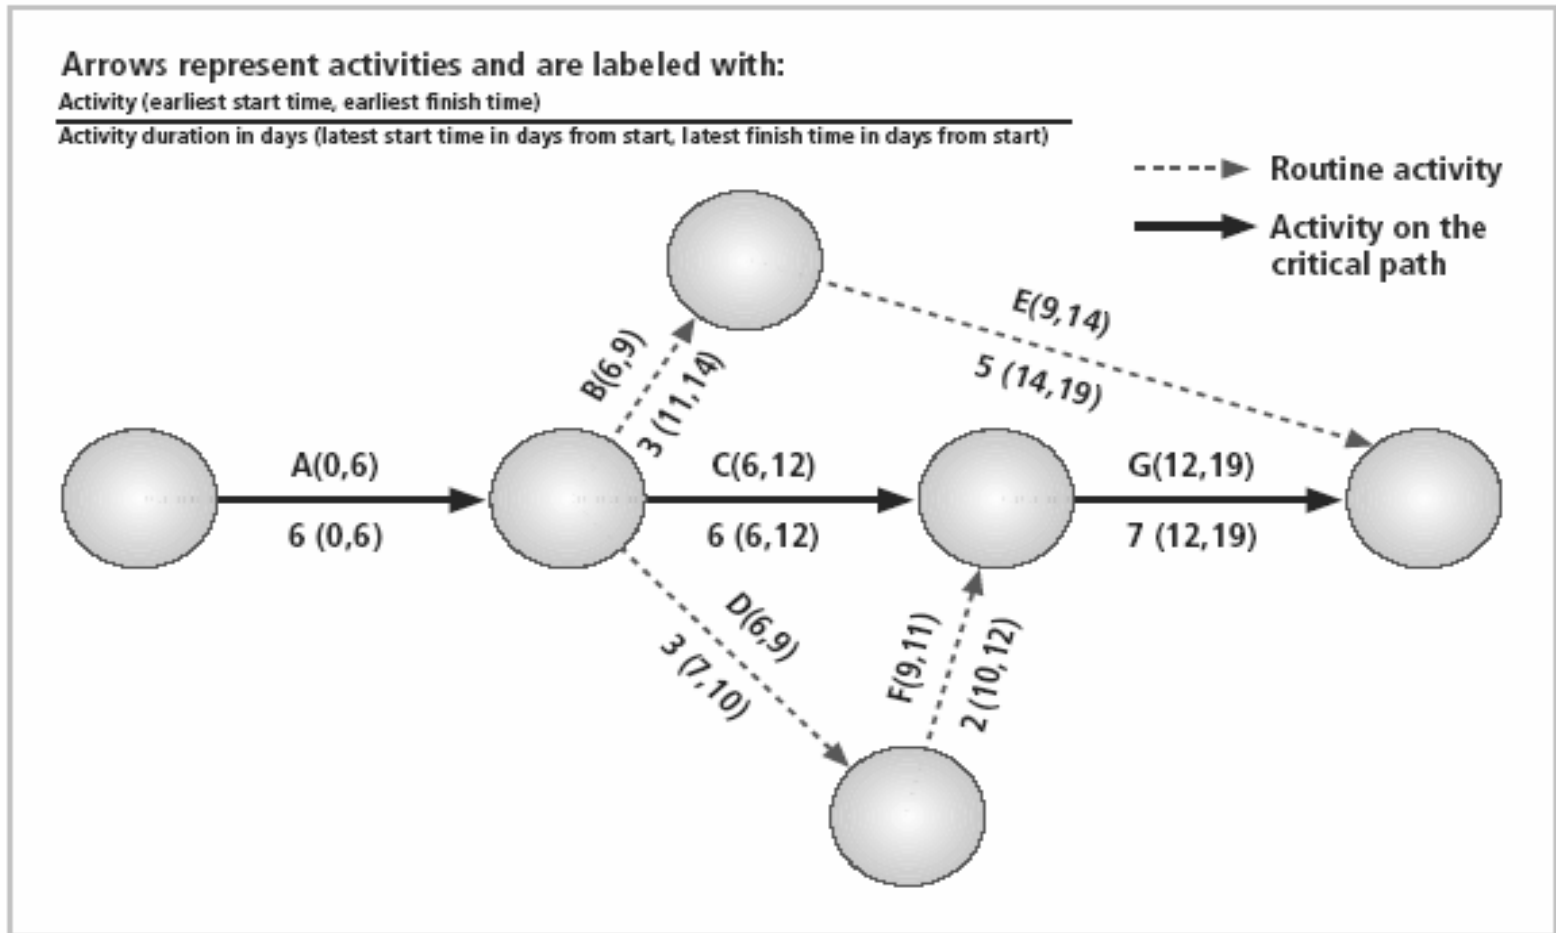 Arrows represent activities and are labeled with:
Activity (earliest start time, earliest finish time)
Activity duration in days (latest start time in days from start, latest finish time in days from start)
Routine activity
Activity on the
critical path
E(9,14)
5 (14,19)
B(6,9)
3 (11,14)
A(0,6)
6 (0,6)
C(6,12)
6 (6,12)
G(12,19)
7 (12,19)
D(6,9)
3 (7,10)
F(9,11)
2 (10,12)